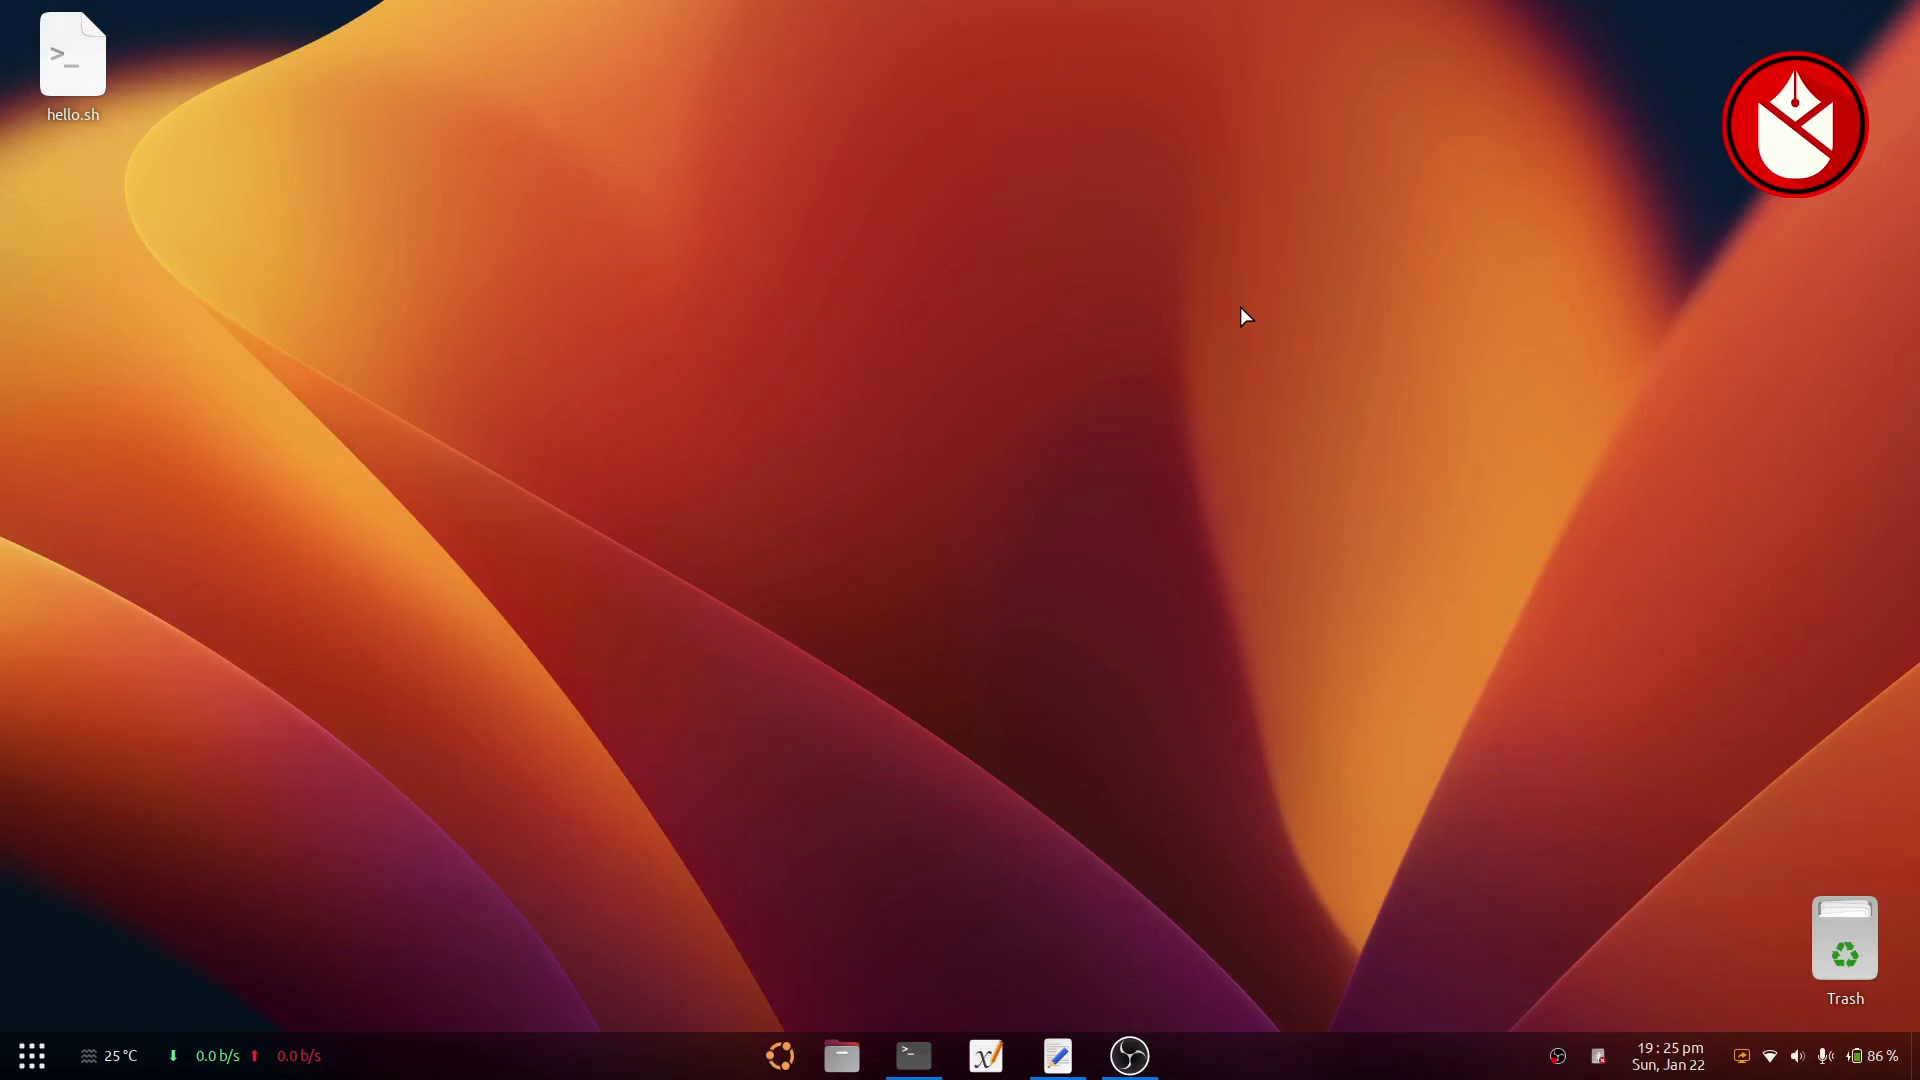 hello.sh
Trash
25 °C
0.0 b/s
0.0 b/s
19 : 25 pm
Sun, Jan 22
86 %